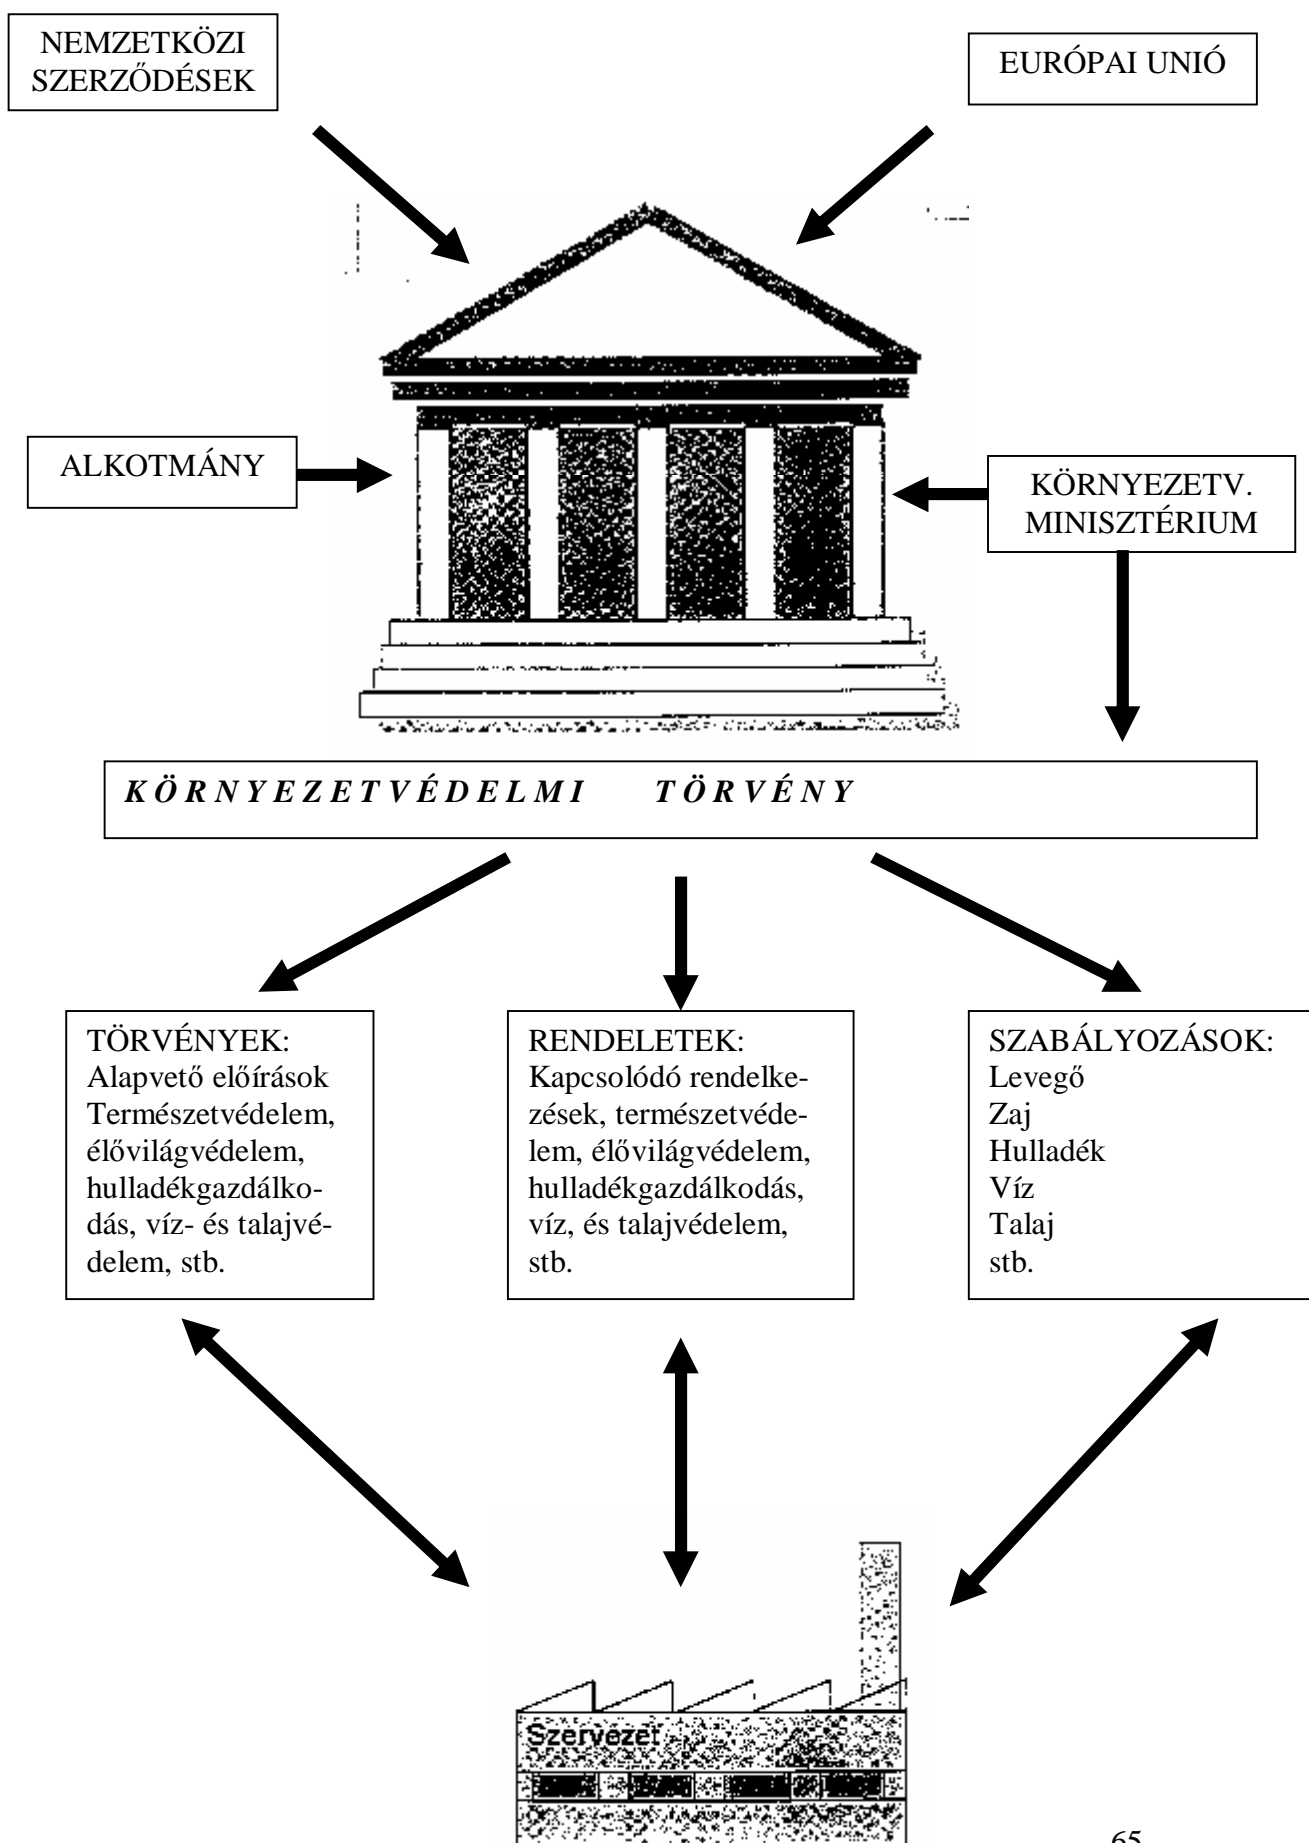 NEMZETKÖZI
SZERZŐDÉSEK
EURÓPAI UNIÓ
ALKOTMÁNY
KÖRNYEZETV.
MINISZTÉRIUM
KÖRNYEZETVÉDELMI TÖRVÉNY
TÖRVÉNYEK:
Alapvető előírások
Természetvédelem,
élővilágvédelem,
hulladékgazdálko-
dás, víz- és talajvé-
delem, stb.
RENDELETEK:
Kapcsolódó rendelke-
zések, természetvéde-
lem, élővilágvédelem,
hulladékgazdálkodás,
víz, és talajvédelem,
stb.
SZABÁLYOZÁSOK:
Levegő
Zaj
Hulladék
Víz
Talaj
stb.
Szervezet
65